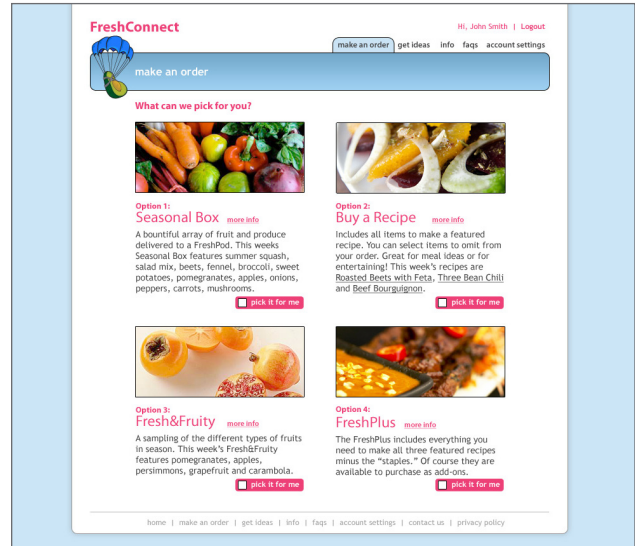 FreshConnect
Hi, John Smith | Logout
make an order get ideas info faqs account settings
make an order
What can we pick for you?
Option 1:
Seasonal Box more info
A bountiful array of fruit and produce
delivered to a FreshPod. This weeks
Seasonal Box features summer squash,
salad mix, beets, fennel, broccoli, sweet
potatoes, pomegranates, apples, onions,
peppers, carrots, mushrooms.
pick it for me
Option 2:
Buy a Recipe more info
Includes all items to make a featured
recipe. You can select items to omit from
your order. Great for meal ideas or for
entertaining! This week's recipes are
Roasted Beets with Feta, Three Bean Chili
and Beef Bourguignon.
pick it for me
Option 3:
Fresh&Fruity more info
A sampling of the different types of fruits
in season. This week's Fresh&Fruity
features pomegranates, apples,
persimmons, grapefruit and carambola.
pick it for me
Option 4:
FreshPlus more info
The FreshPlus includes everything you
need to make all three featured recipes
minus the “staples.” Of course they are
available to purchase as add-ons.
pick it for me
home | make an order | get ideas | info | faqs | account settings | contact us | privacy policy